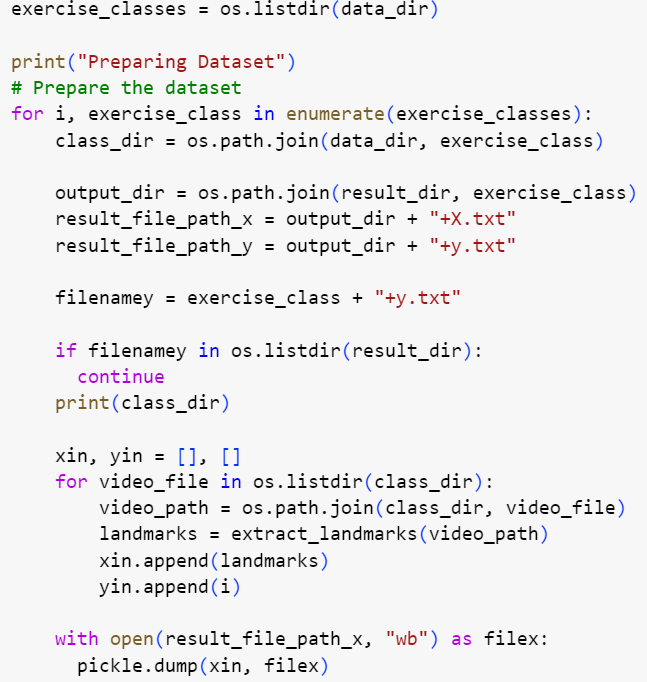 exercise_classes = os.listdir(data_dir)
print("Preparing Dataset")
# Prepare the dataset
for i, exercise_class in enumerate(exercise_classes):
    class_dir = os.path.join(data_dir, exercise_class)
    output_dir = os.path.join(result_dir, exercise_class)
    result_file_path_x = output_dir + "+X.txt"
    result_file_path_y = output_dir + "+y.txt"
    filenamey = exercise_class + "+y.txt"
    if filenamey in os.listdir(result_dir):
      continue
    print(class_dir)
    xin, yin = [], []
    for video_file in os.listdir(class_dir):
        video_path = os.path.join(class_dir, video_file)
        landmarks = extract_landmarks(video_path)
        xin.append(landmarks)
        yin.append(i)
    with open(result_file_path_x, "wb") as filex:
      pickle.dump(xin, filex)